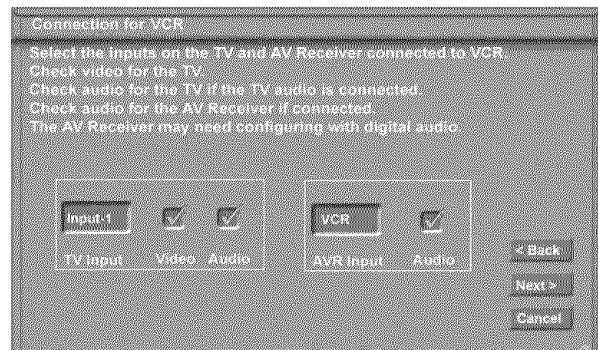 Connection for VCR
Select the inputs on the TV and AV Receiver connected to VCR.
Check video for the TV.
Check audio for the TV if the TV audio is connected.
Check audio for the AV Receiver if connected.
The AV Receiver may need configuring with digital audio.
Input-1
VCR
TV Input Video Audio
AVR Input Audio
< Back
Next >
Cancel